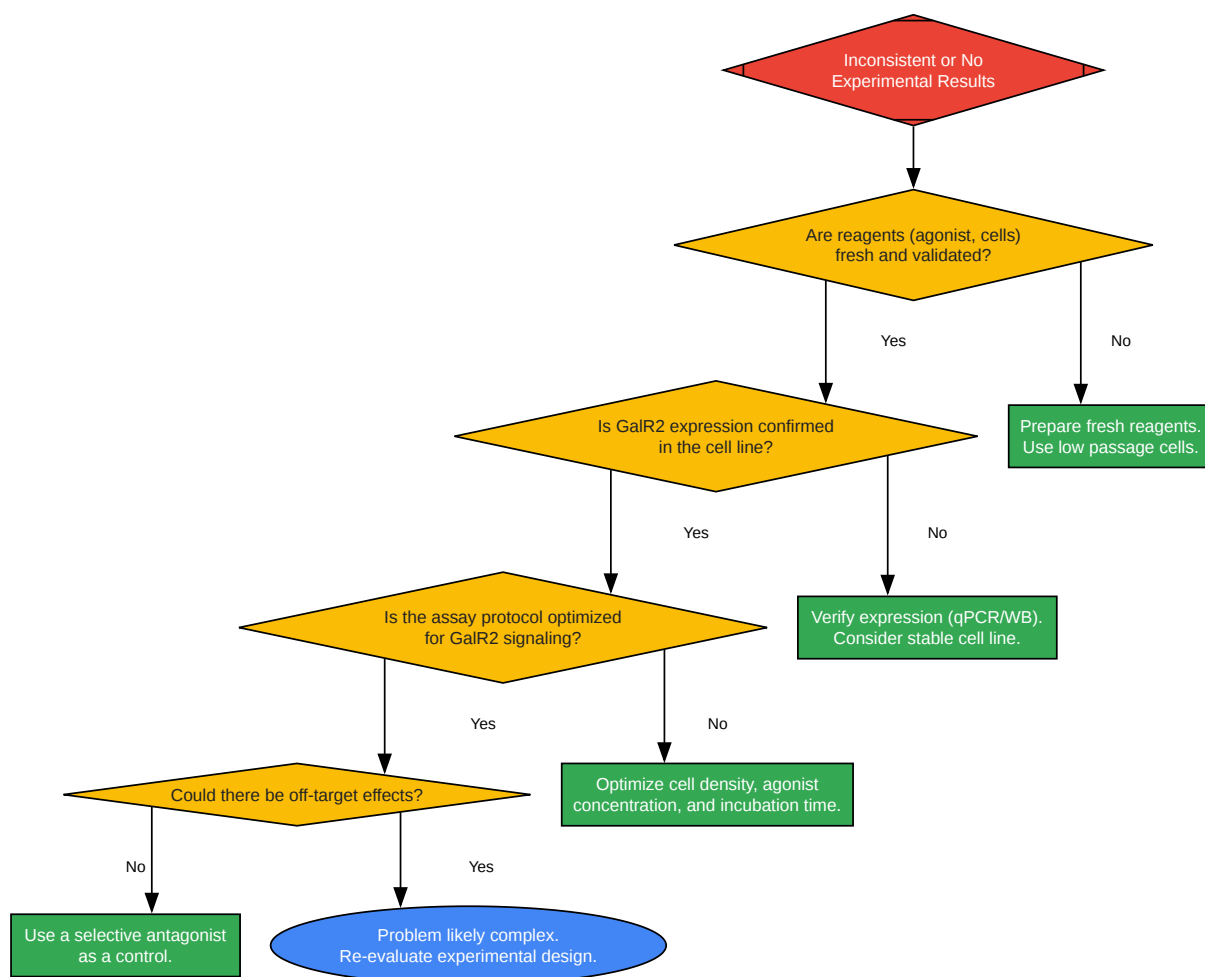 Inconsistent or No
Experimental Results
Are reagents (agonist, cells)
fresh and validated?
Yes
No
Is GalR2 expression confirmed
in the cell line?
Prepare fresh reagents.
Use low passage cells.
Yes
No
Is the assay protocol optimized
for GalR2 signaling?
Verify expression (qPCR/WB).
Consider stable cell line.
Yes
No
Could there be off-target effects?
Optimize cell density, agonist
concentration, and incubation time.
No
Yes
Use a selective antagonist
as a control.
Problem likely complex.
Re-evaluate experimental design.